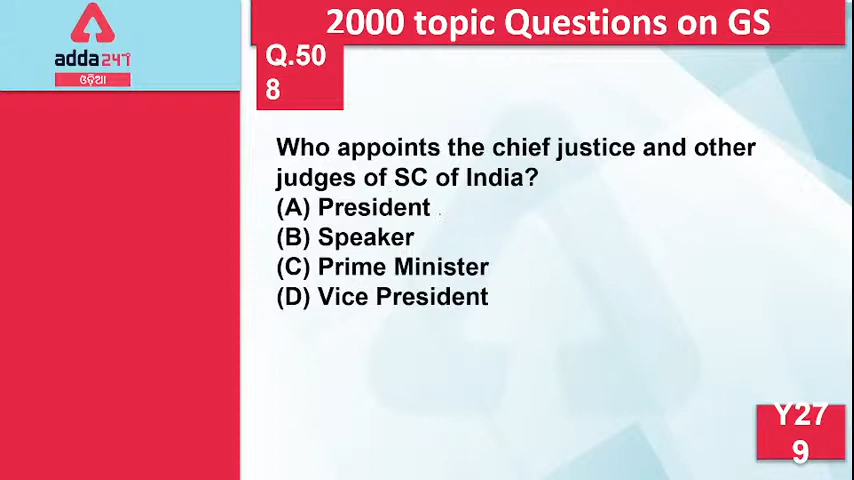 adda247
ଓଡ଼ିଆ
2000 topic Questions on GS
Q.50
8
Who appoints the chief justice and other
judges of SC of India?
(A) President
(B) Speaker
(C) Prime Minister
(D) Vice President
Y27
9